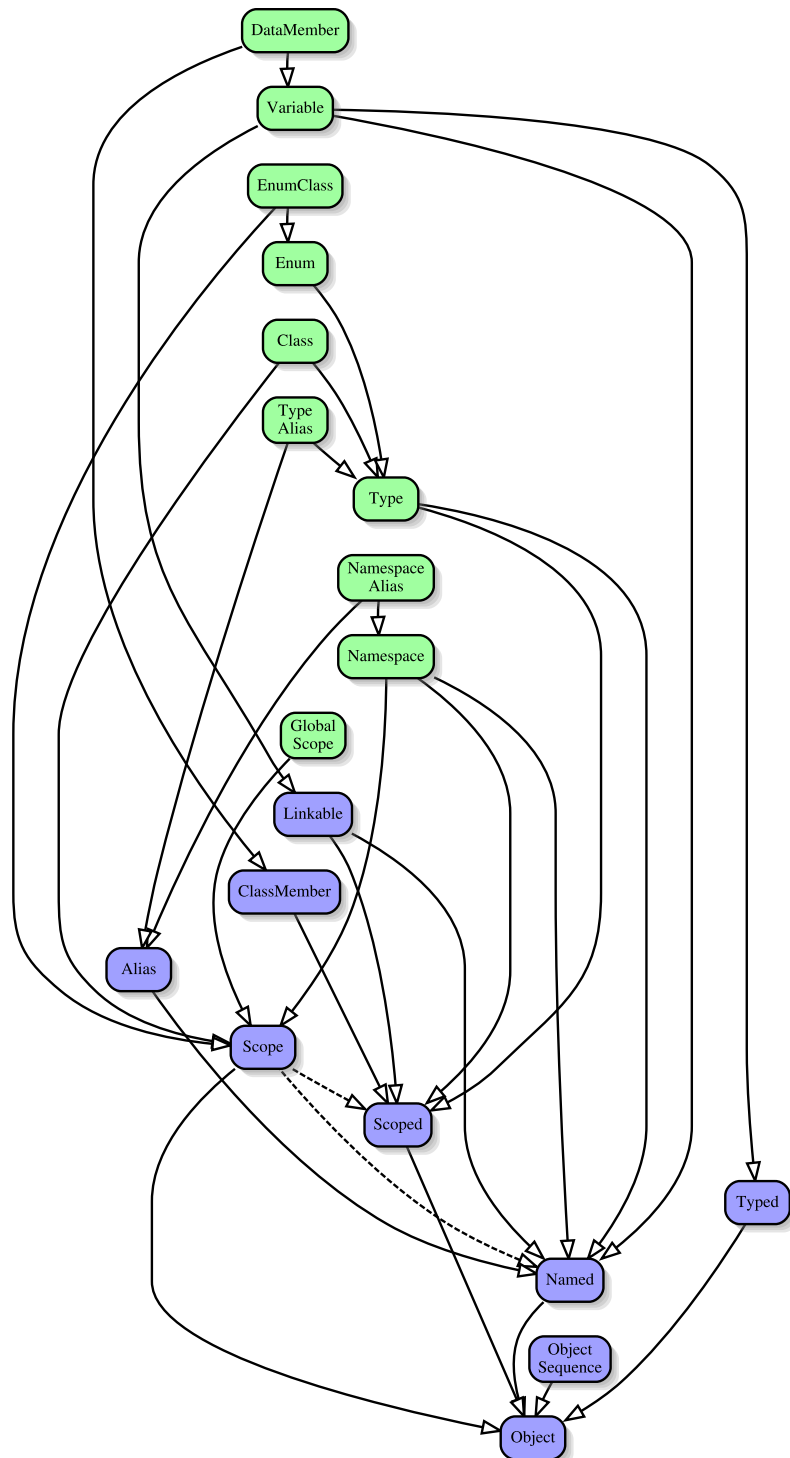 DataMember
Variable
EnumClass
Enum
Class
Type
Alias
Type
Namespace
Alias
Namespace
Global
Scope
Linkable
ClassMember
Alias
Scope
Scoped
Typed
Named
Object
Sequence
Object